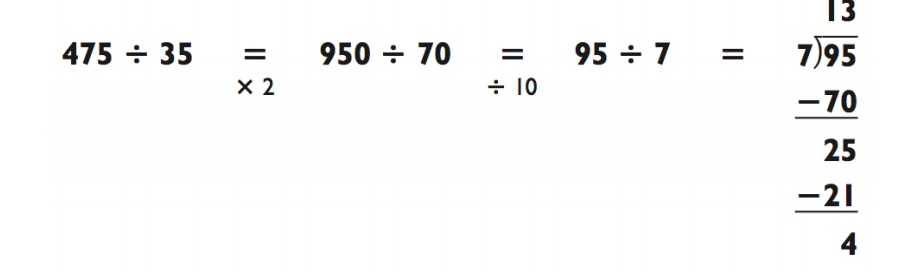 13
475 ÷ 35 = 950 ÷ 70 = 95 ÷ 7 = 7)95
× 2 ÷ 10
−70
25
−21
4